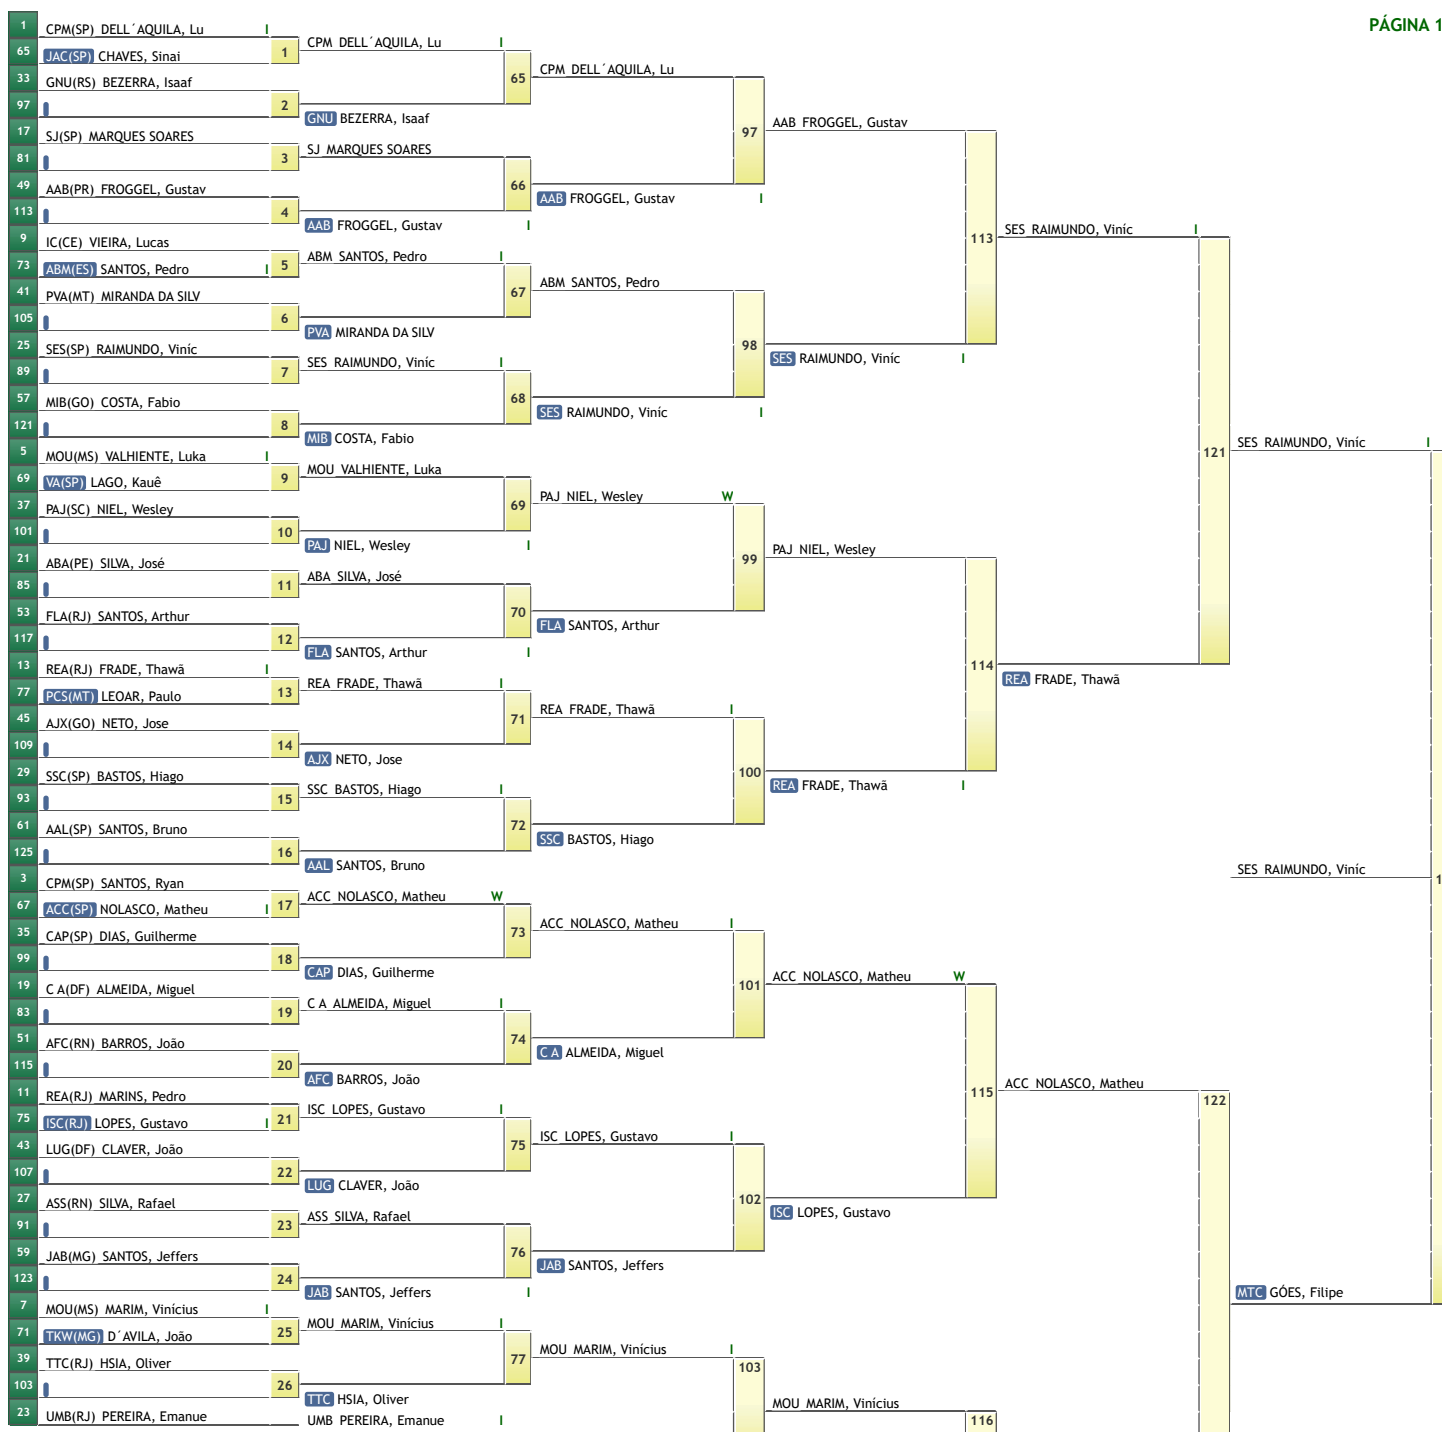 PÁGINA 1
1 CPM(SP) DELL´AQUILA, Lu I
65 JAC(SP) CHAVES, Sinai
1
33 GNU(RS) BEZERRA, Isaaf
97
2
17 SJ(SP) MARQUES SOARES
81
3
49 AAB(PR) FROGGEL, Gustav
113
4
9 IC(CE) VIEIRA, Lucas
73 ABM(ES) SANTOS, Pedro I
5
41 PVA(MT) MIRANDA DA SILV
105
6
25 SES(SP) RAIMUNDO, Viníc
89
7
57 MIB(GO) COSTA, Fabio
121
8
5 MOU(MS) VALHIENTE, Luka I
69 VA(SP) LAGO, Kauê
9
37 PAJ(SC) NIEL, Wesley
101
10
21 ABA(PE) SILVA, José
85
11
53 FLA(RJ) SANTOS, Arthur
117
12
13 REA(RJ) FRADE, Thawã I
77 PCS(MT) LEOAR, Paulo
13
45 AJX(GO) NETO, Jose
109
14
29 SSC(SP) BASTOS, Hiago
93
15
61 AAL(SP) SANTOS, Bruno
125
16
3 CPM(SP) SANTOS, Ryan
67 ACC(SP) NOLASCO, Matheu I
17
35 CAP(SP) DIAS, Guilherme
99
18
19 C A(DF) ALMEIDA, Miguel
83
19
51 AFC(RN) BARROS, João
115
20
11 REA(RJ) MARINS, Pedro
75 ISC(RJ) LOPES, Gustavo I
21
43 LUG(DF) CLAVER, João
107
22
27 ASS(RN) SILVA, Rafael
91
23
59 JAB(MG) SANTOS, Jeffers
123
24
7 MOU(MS) MARIM, Vinícius I
71 TKW(MG) D´AVILA, João
25
39 TTC(RJ) HSIA, Oliver
103
26
23 UMB(RJ) PEREIRA, Emanue
CPM DELL´AQUILA, Lu I
65
GNU BEZERRA, Isaaf
SJ MARQUES SOARES
66
AAB FROGGEL, Gustav I
ABM SANTOS, Pedro I
67
PVA MIRANDA DA SILV
SES RAIMUNDO, Viníc I
68
MIB COSTA, Fabio
MOU VALHIENTE, Luka
69
PAJ NIEL, Wesley I
ABA SILVA, José
70
FLA SANTOS, Arthur I
REA FRADE, Thawã I
71
AJX NETO, Jose
SSC BASTOS, Hiago I
72
AAL SANTOS, Bruno
ACC NOLASCO, Matheu W
73
CAP DIAS, Guilherme
C A ALMEIDA, Miguel I
74
AFC BARROS, João
ISC LOPES, Gustavo I
75
LUG CLAVER, João
ASS SILVA, Rafael
76
JAB SANTOS, Jeffers I
MOU MARIM, Vinícius I
77
TTC HSIA, Oliver
UMB PEREIRA, Emanue I
CPM DELL´AQUILA, Lu
97
AAB FROGGEL, Gustav I
ABM SANTOS, Pedro
98
SES RAIMUNDO, Viníc I
PAJ NIEL, Wesley W
99
FLA SANTOS, Arthur
REA FRADE, Thawã I
100
SSC BASTOS, Hiago
ACC NOLASCO, Matheu I
101
C A ALMEIDA, Miguel
ISC LOPES, Gustavo I
102
JAB SANTOS, Jeffers
MOU MARIM, Vinícius I
103
AAB FROGGEL, Gustav
113
SES RAIMUNDO, Viníc I
PAJ NIEL, Wesley
114
REA FRADE, Thawã I
ACC NOLASCO, Matheu W
115
ISC LOPES, Gustavo
MOU MARIM, Vinícius
116
SES RAIMUNDO, Viníc I
121
REA FRADE, Thawã
ACC NOLASCO, Matheu
122
SES RAIMUNDO, Viníc I
SES RAIMUNDO, Viníc
1
MTC GÓES, Filipe